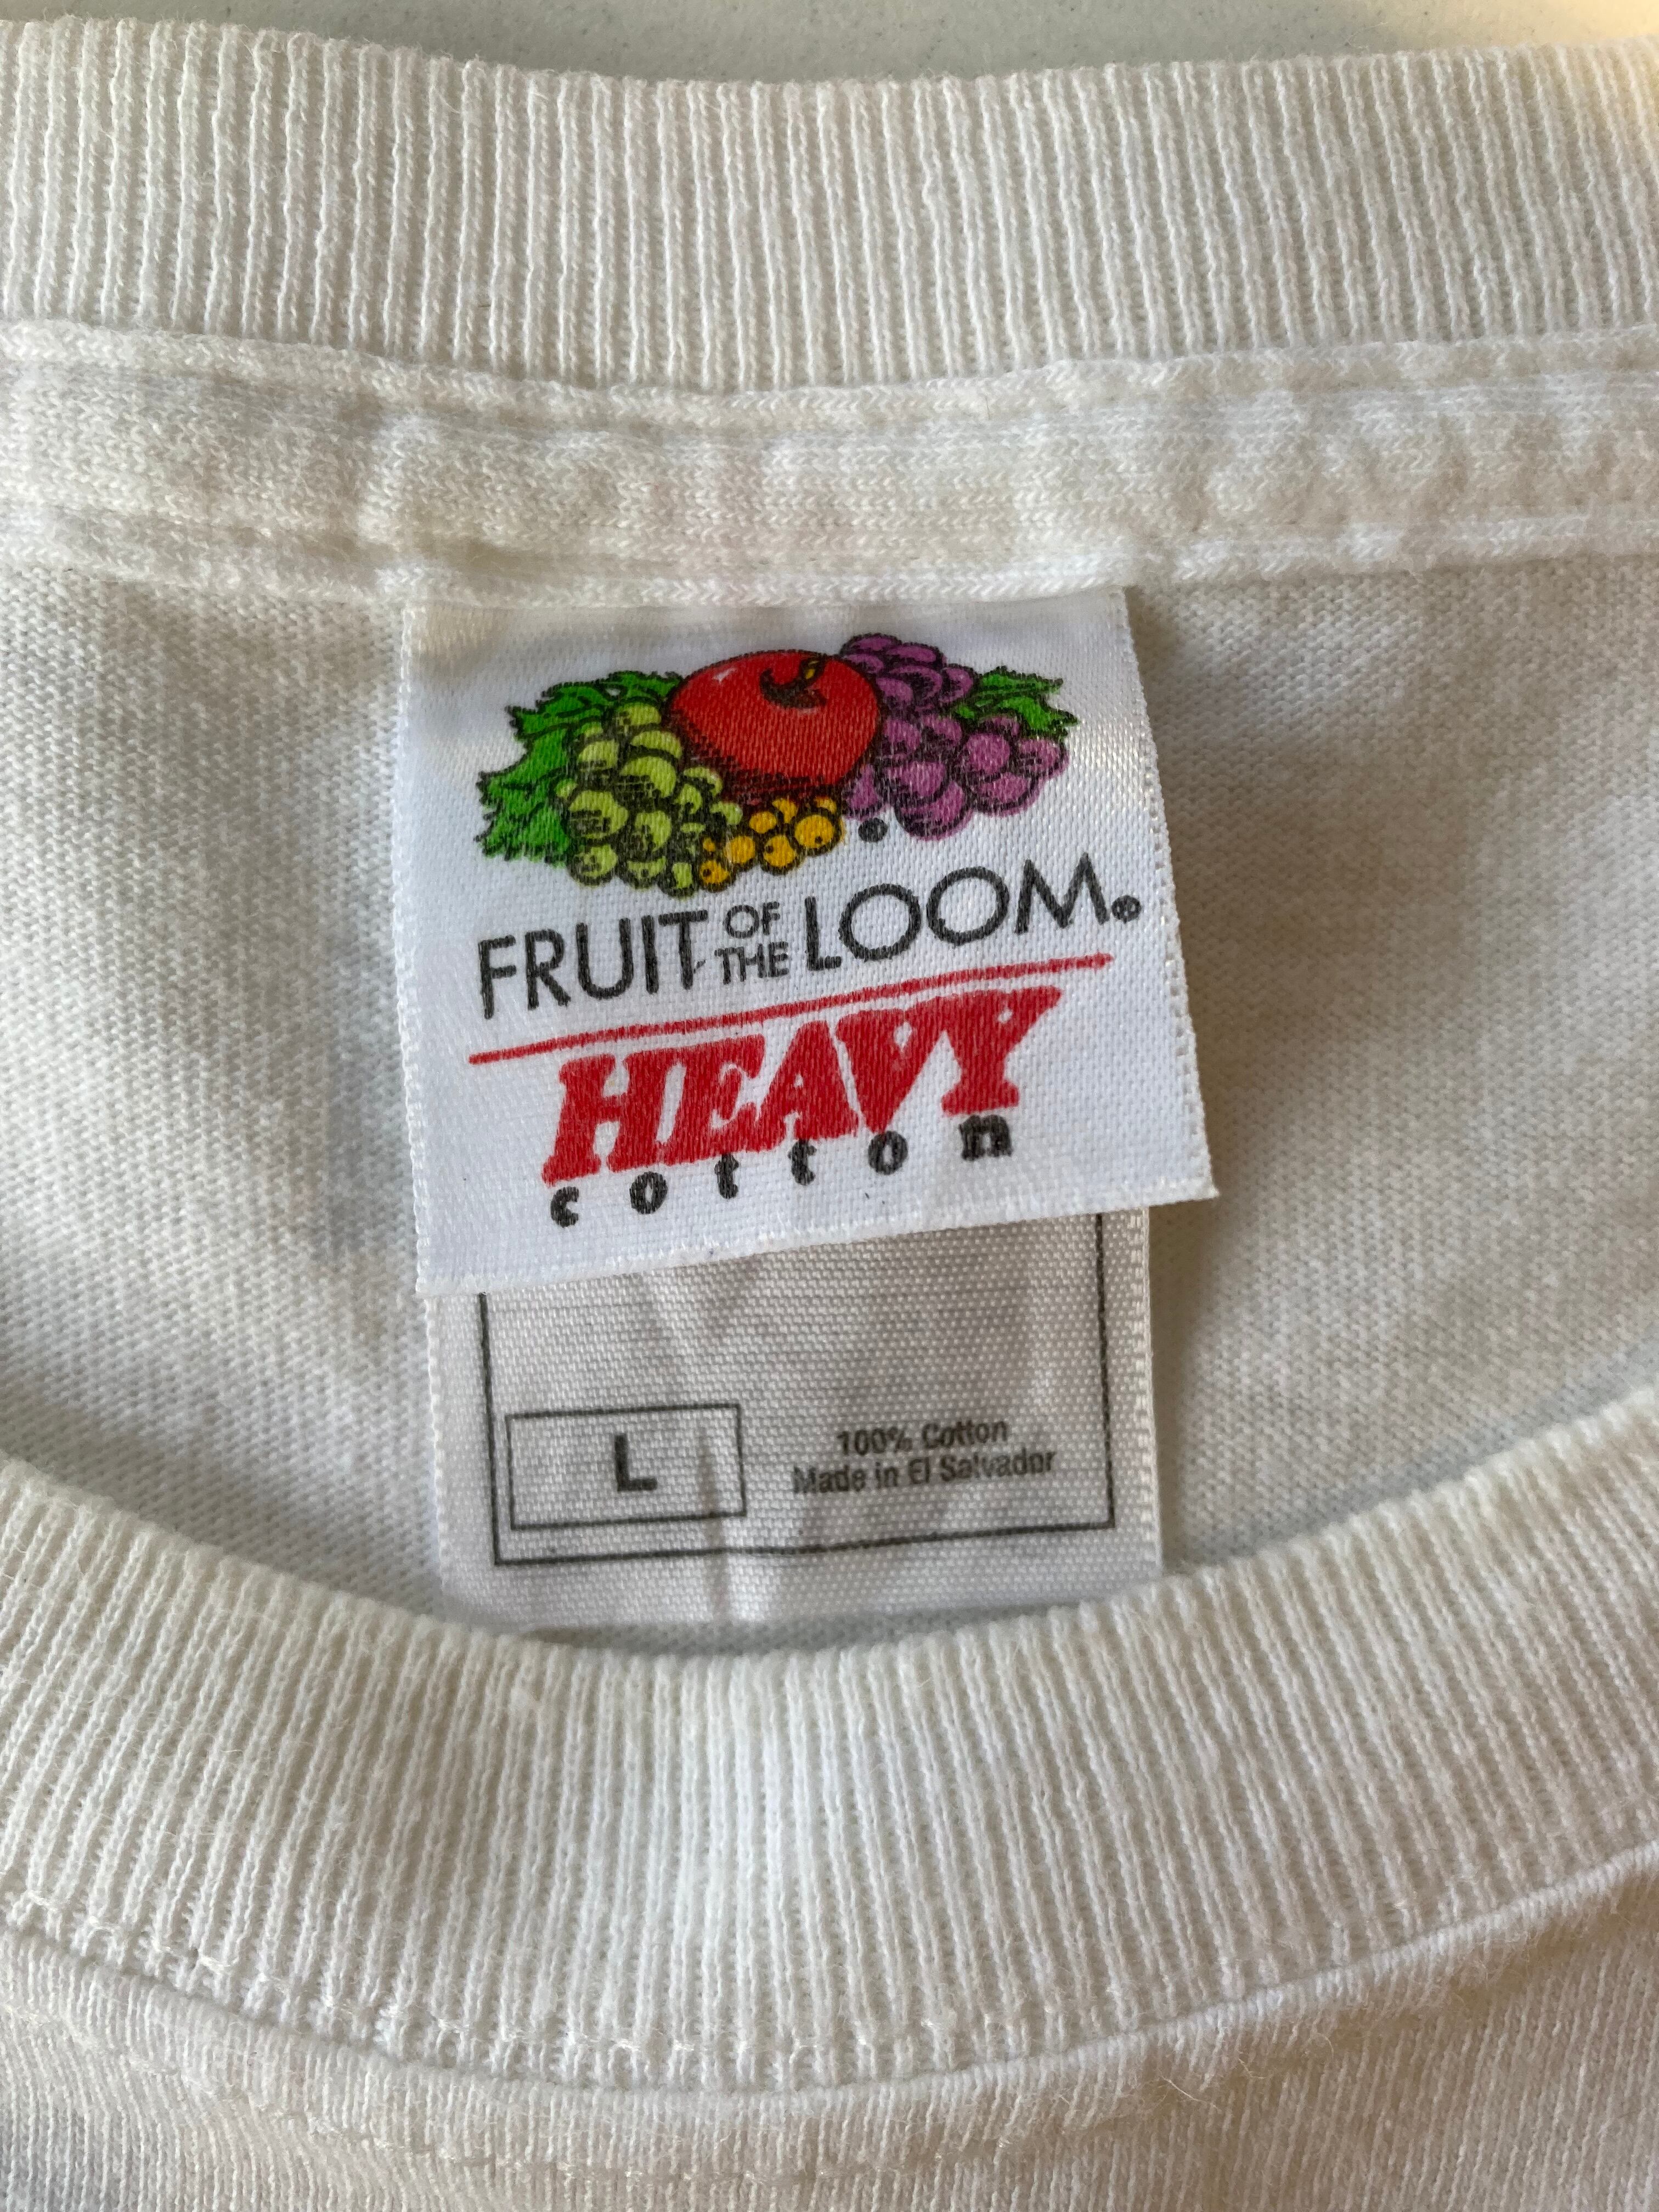 FRUIT OF THE LOOM®
HEAVY
cotton
L
100% Cotton
Made in El Salvador